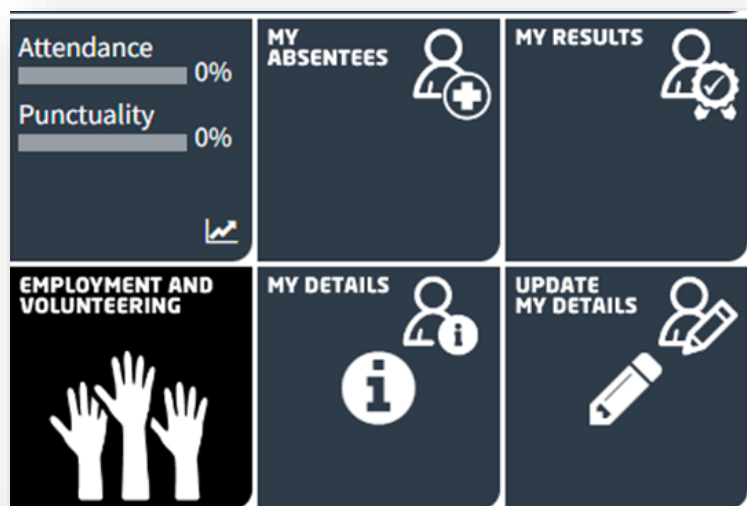 Attendance
0%
Punctuality
0%
MY
ABSENTEES
MY RESULTS
EMPLOYMENT AND
VOLUNTEERING
MY DETAILS
i
i
UPDATE
MY DETAILS